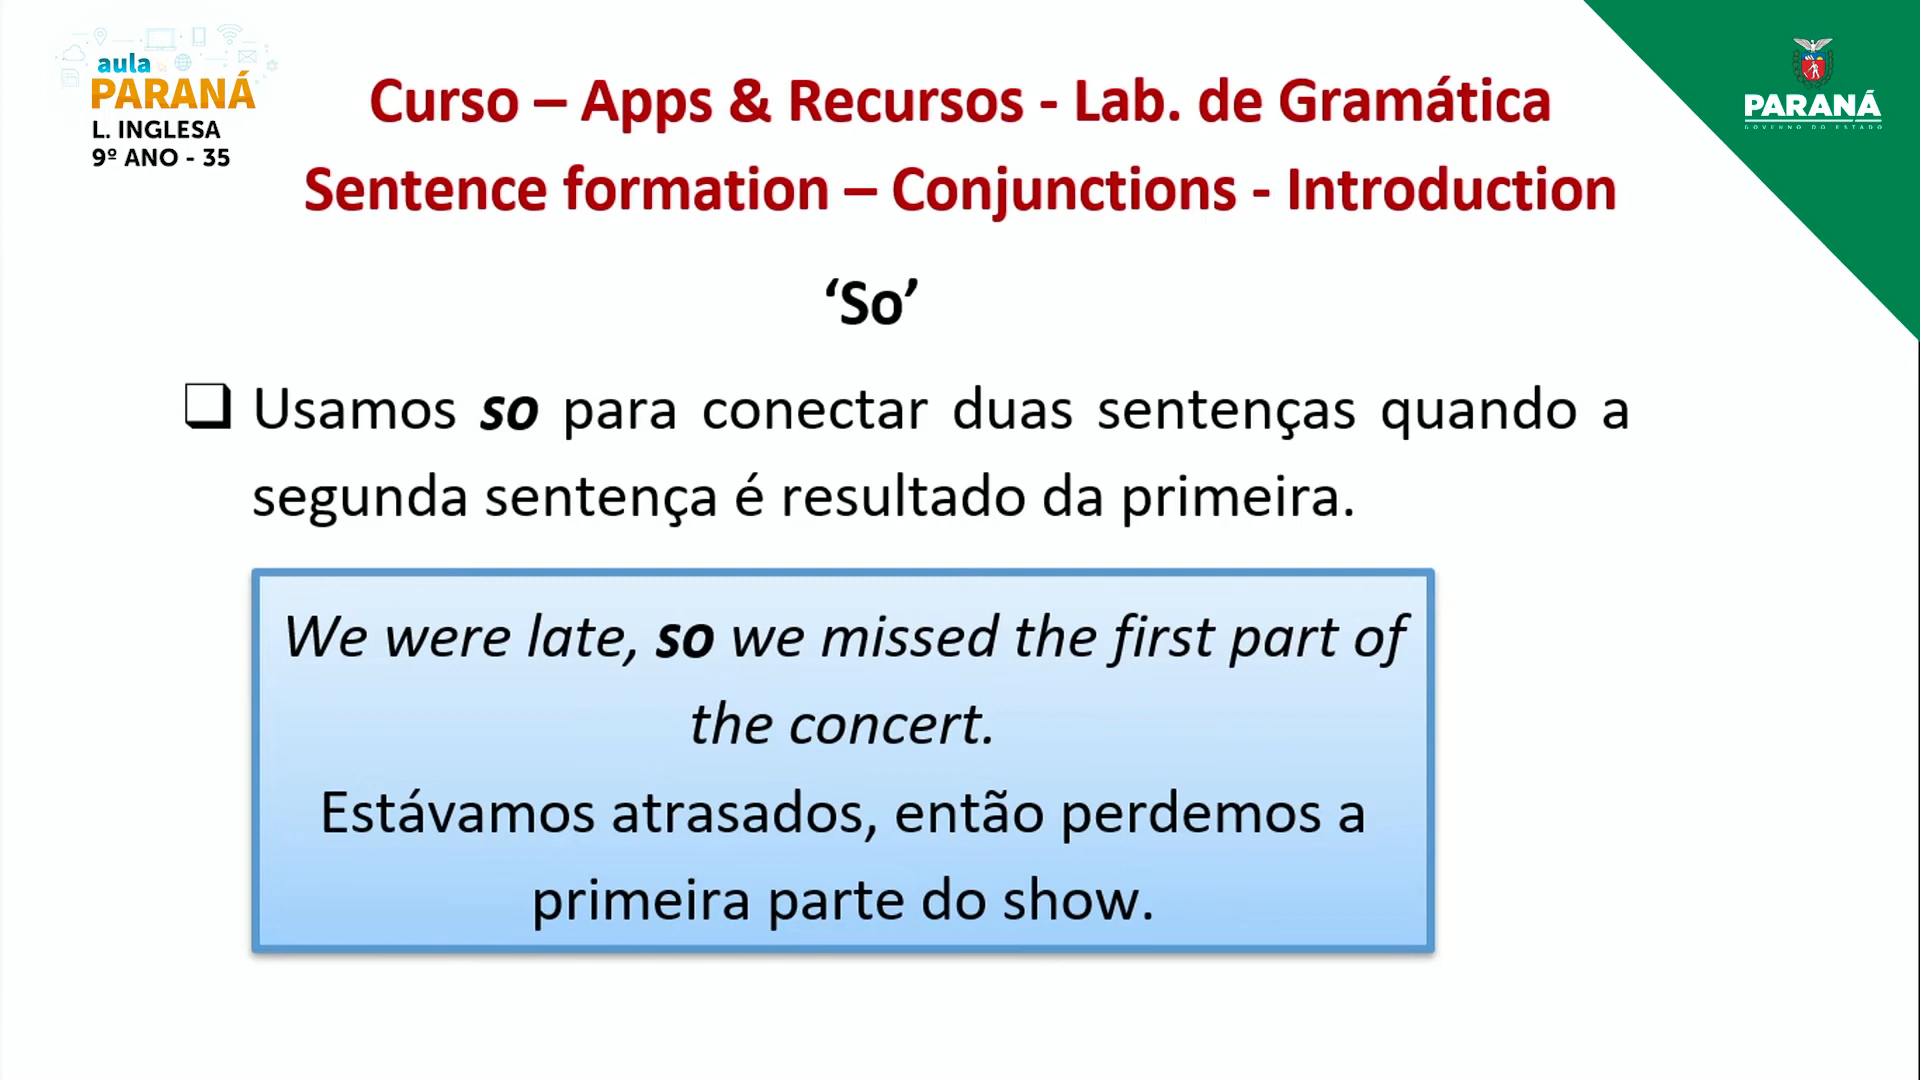 aula
PARANÁ
L. INGLESA
9º ANO - 35
Curso – Apps & Recursos - Lab. de Gramática
Sentence formation – Conjunctions - Introduction
PARANÁ
GOVERNO DO ESTADO
‘So’
❑ Usamos so para conectar duas sentenças quando a
segunda sentença é resultado da primeira.
We were late, so we missed the first part of
the concert.
Estávamos atrasados, então perdemos a
primeira parte do show.